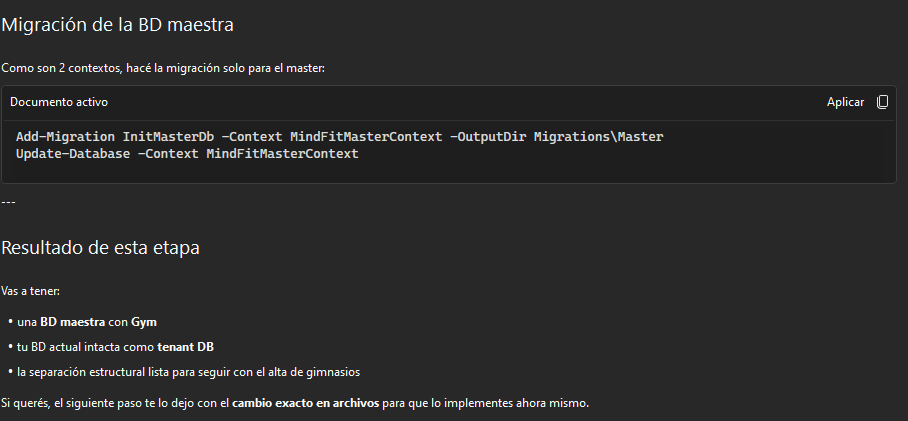 Migración de la BD maestra
Como son 2 contextos, hacé la migración solo para el master:
Documento activo Aplicar
Add-Migration InitMasterDb -Context MindFitMasterContext -OutputDir Migrations\Master
Update-Database -Context MindFitMasterContext
---
Resultado de esta etapa
Vas a tener:
• una BD maestra con Gym
• tu BD actual intacta como tenant DB
• la separación estructural lista para seguir con el alta de gimnasios
Si querés, el siguiente paso te lo dejo con el cambio exacto en archivos para que lo implementes ahora mismo.